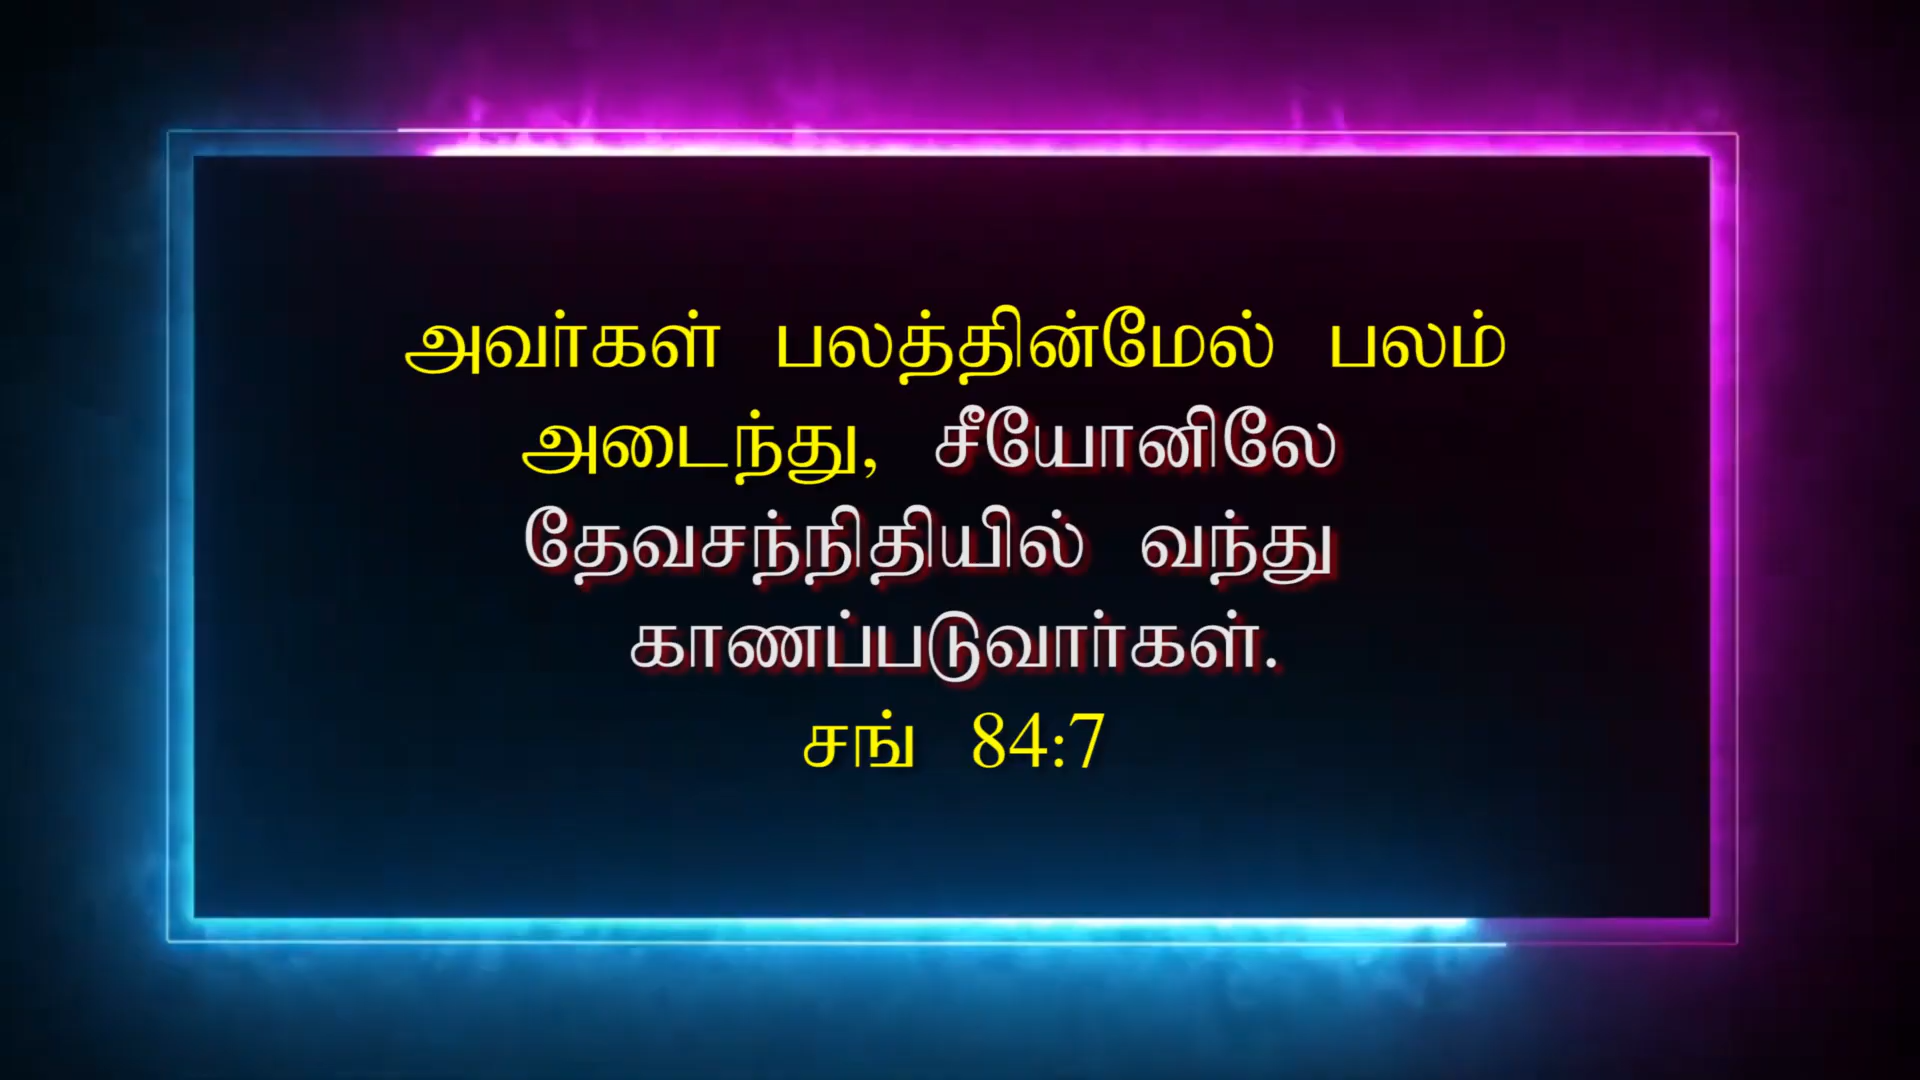 அவர்கள் பலத்தின்மேல் பலம்
அடைந்து, சீயோனிலே
தேவசந்நிதியில் வந்து
காணப்படுவார்கள்.
சங் 84:7